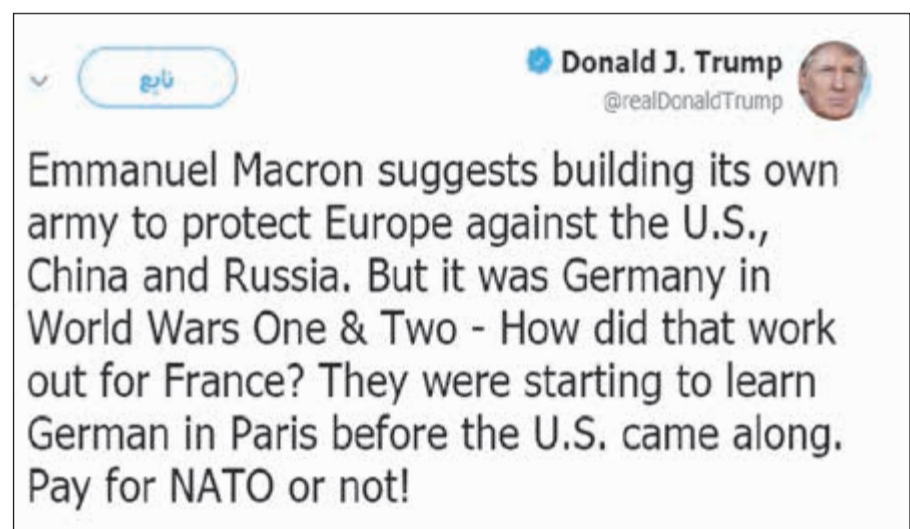 Donald J. Trump
تابع
@realDonaldTrump
Emmanuel Macron suggests building its own
army to protect Europe against the U.S.,
China and Russia. But it was Germany in
World Wars One & Two - How did that work
out for France? They were starting to learn
German in Paris before the U.S. came along.
Pay for NATO or not!